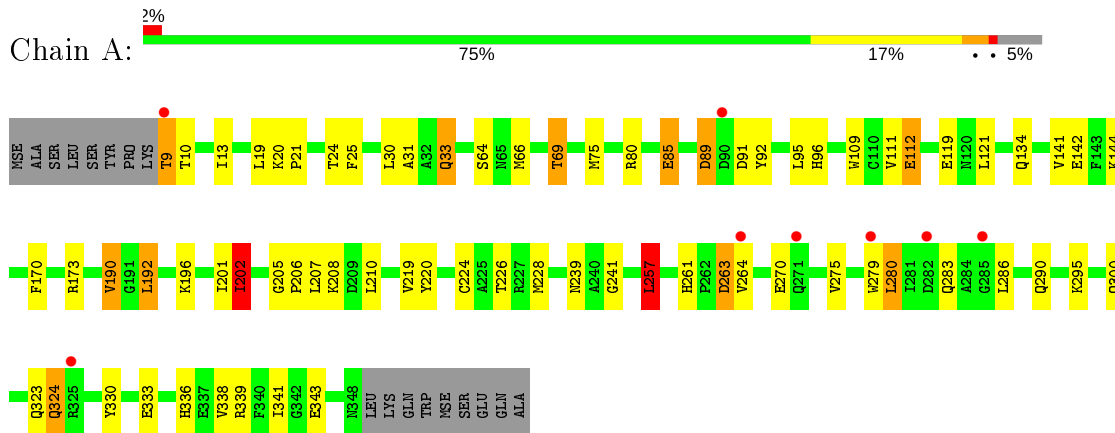 2%
Chain A:
75% 17% • • 5%
MSE ALA SER LEU SER TYR PRO LYS T9 T10 I13 L19 K20 P21 T24 F25 L30 A31 A32 Q33 S64 N65 M66 T69 M75 R80 E85 D89 D90 D91 Y92 L95 H96 W109 C110 V111 E112 E119 N120 L121 Q134 V141 E142 F143 K144
F170 R173 V190 G191 L192 K196 I201 I202 G205 P206 L207 K208 D209 L210 V219 Y220 C224 A225 T226 R227 M228 N239 A240 G241 L257 H261 P262 D263 V264 E270 Q271 V275 W279 L280 I281 D282 Q283 A284 G285 L286 Q290 K295
Q323 Q324 R325 Y330 E333 H336 E337 V338 R339 F340 I341 G342 E343 N348 LEU LYS GLN TRP MSE SER GLU GLN ALA